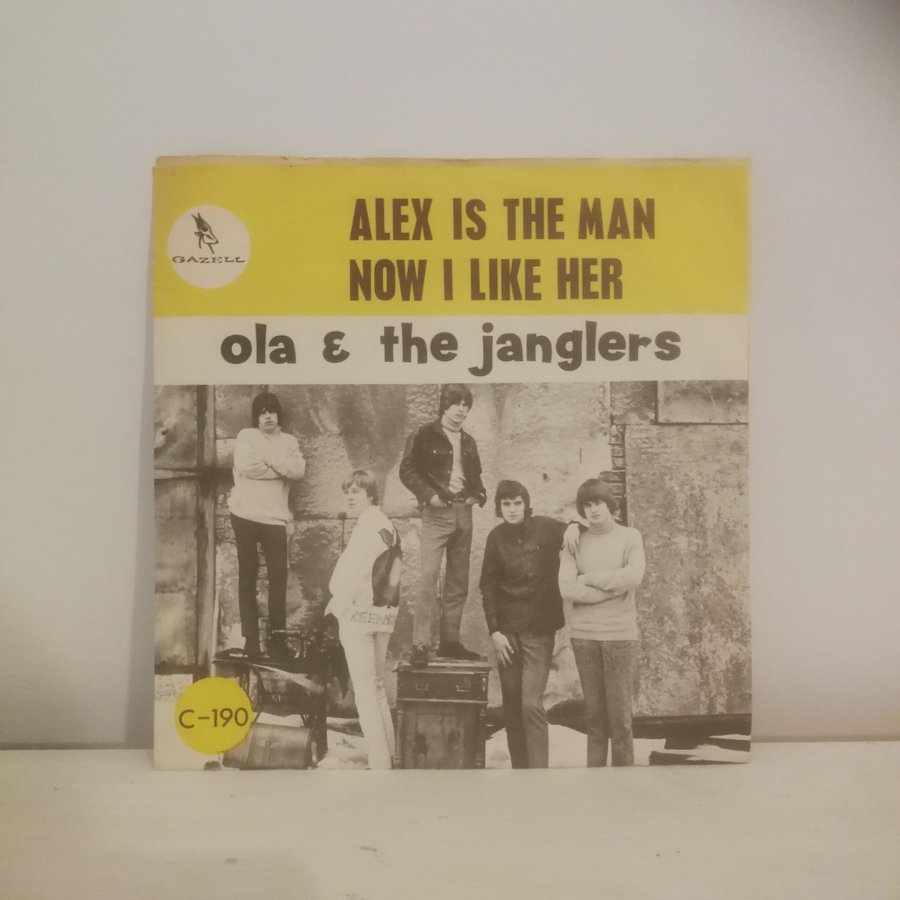 ALEX IS THE MAN
GAZELL
NOW I LIKE HER
ola & the janglers
C-190